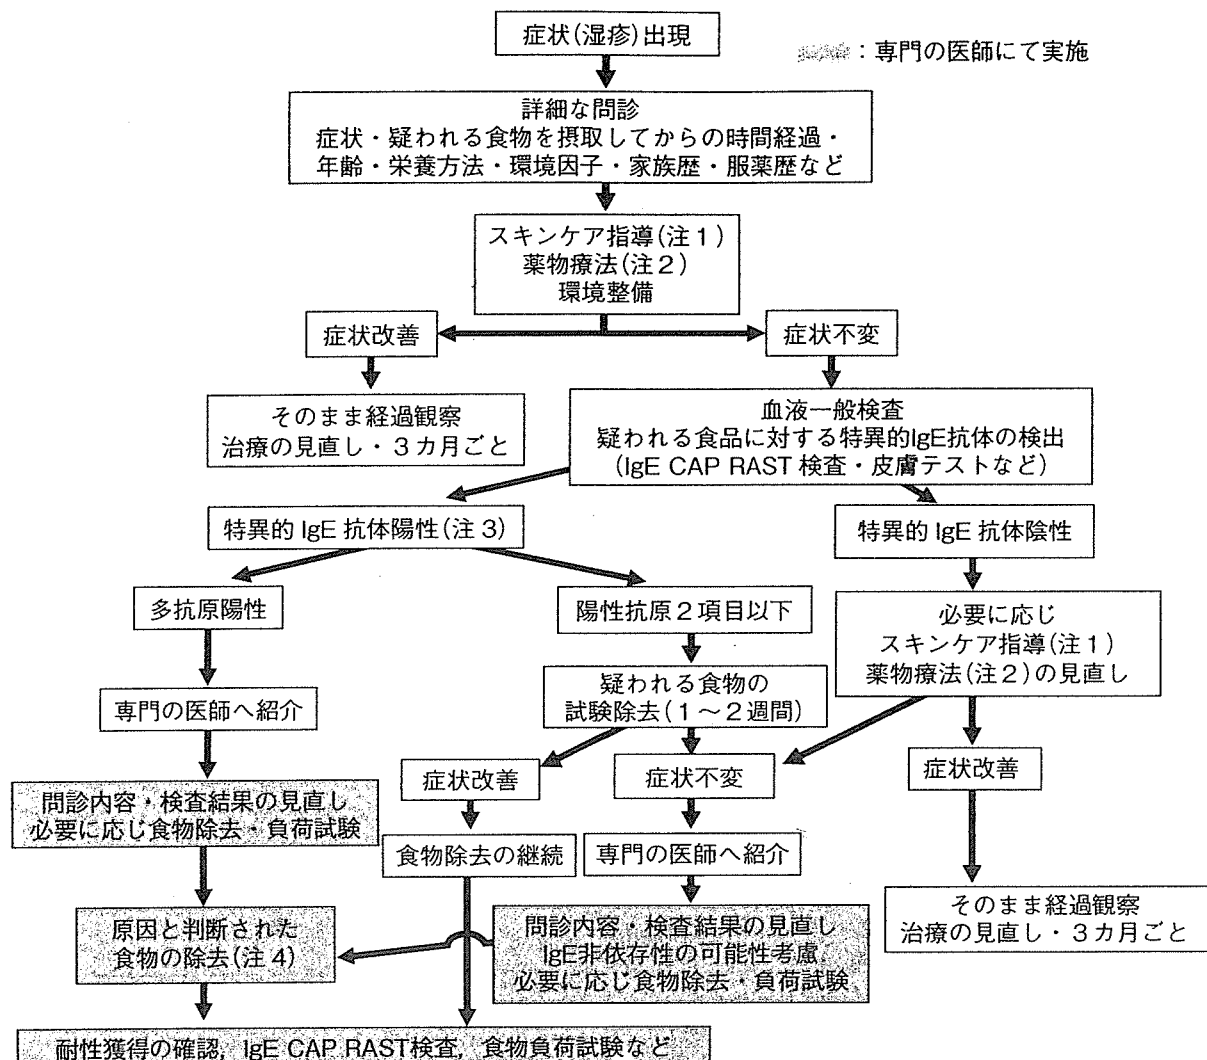 症状(湿疹)出現
：専門の医師にて実施
詳細な問診
症状・疑われる食物を摂取してからの時間経過・
年齢・栄養方法・環境因子・家族歴・服薬歴など
スキンケア指導(注1)
薬物療法(注2)
環境整備
症状改善
症状不変
そのまま経過観察
治療の見直し・3カ月ごと
血液一般検査
疑われる食品に対する特異的IgE抗体の検出
(IgE CAP RAST 検査・皮膚テストなど)
特異的 IgE 抗体陽性(注3)
特異的 IgE 抗体陰性
多抗原陽性
陽性抗原2項目以下
必要に応じ
スキンケア指導(注1)
薬物療法(注2)の見直し
専門の医師へ紹介
疑われる食物の
試験除去(1〜2週間)
症状改善
症状不変
症状改善
問診内容・検査結果の見直し
必要に応じ食物除去・負荷試験
食物除去の継続
専門の医師へ紹介
そのまま経過観察
治療の見直し・3カ月ごと
原因と判断された
食物の除去(注4)
問診内容・検査結果の見直し
IgE非依存性の可能性考慮
必要に応じ食物除去・負荷試験
耐性獲得の確認, IgE CAP RAST検査, 食物負荷試験など